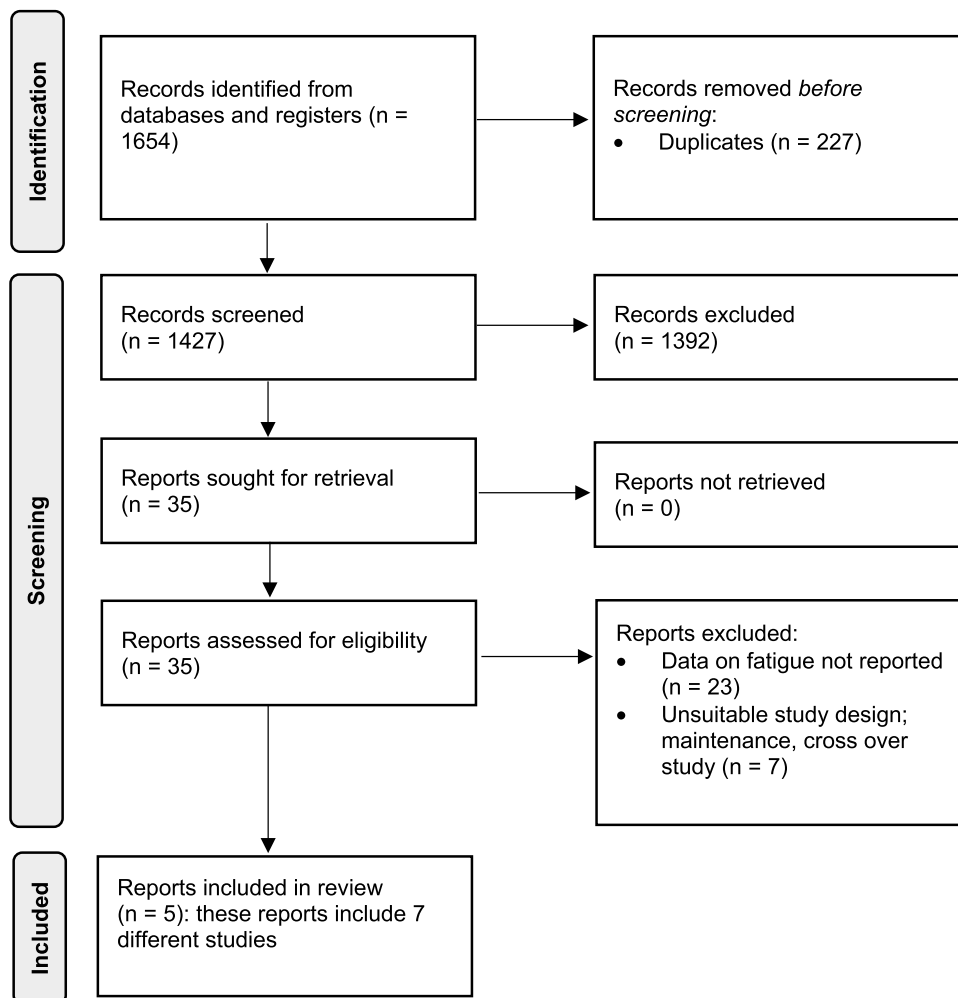 Identification
Records identified from
databases and registers (n =
1654)
Records removed before
screening:
• Duplicates (n = 227)
Screening
Records screened
(n = 1427)
Records excluded
(n = 1392)
Reports sought for retrieval
(n = 35)
Reports not retrieved
(n = 0)
Reports assessed for eligibility
(n = 35)
Reports excluded:
• Data on fatigue not reported
(n = 23)
• Unsuitable study design;
maintenance, cross over
study (n = 7)
Included
Reports included in review
(n = 5): these reports include 7
different studies